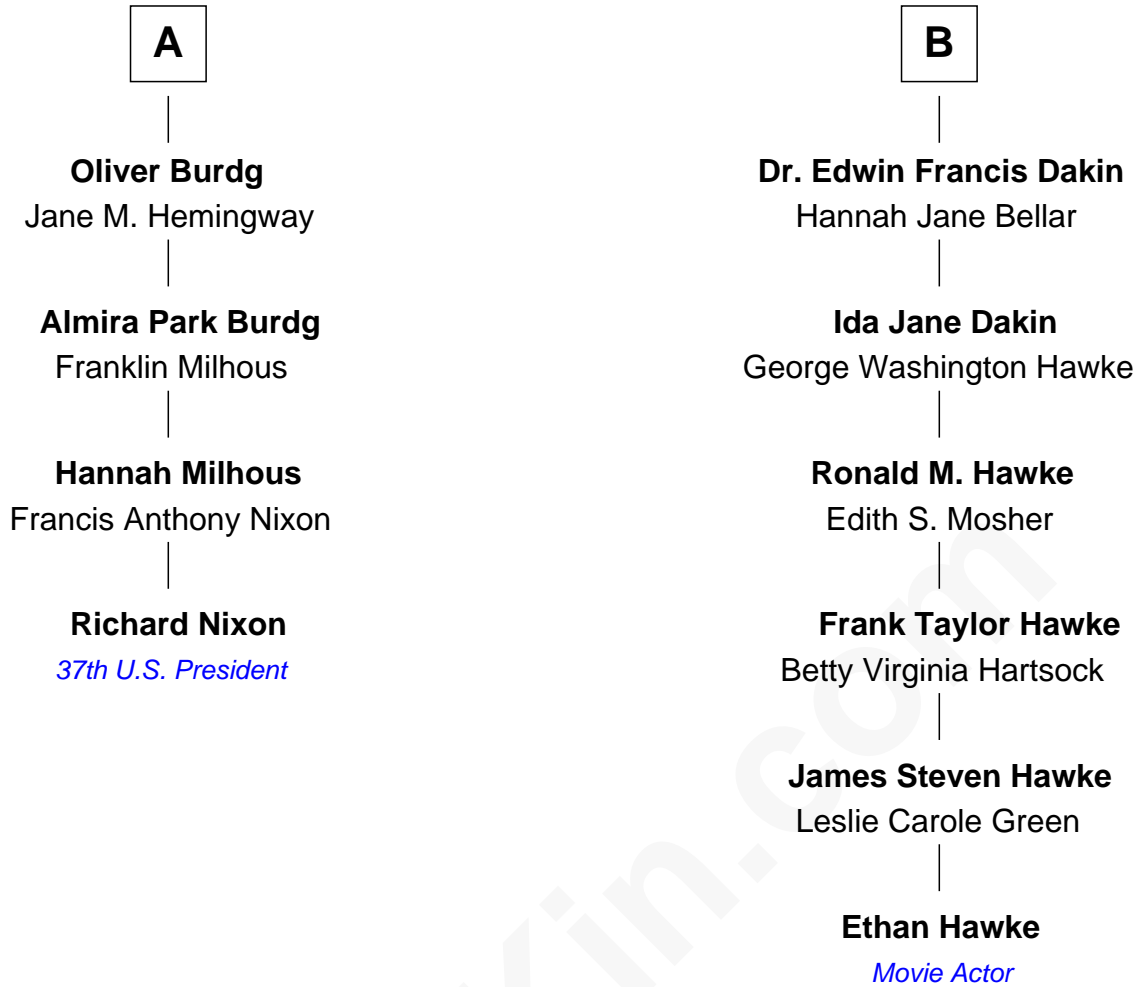 A
Oliver Burdg
Jane M. Hemingway
Almira Park Burdg
Franklin Milhous
Hannah Milhous
Francis Anthony Nixon
Richard Nixon
37th U.S. President
B
Dr. Edwin Francis Dakin
Hannah Jane Bellar
Ida Jane Dakin
George Washington Hawke
Ronald M. Hawke
Edith S. Mosher
Frank Taylor Hawke
Betty Virginia Hartsock
James Steven Hawke
Leslie Carole Green
Ethan Hawke
Movie Actor
Kin.com